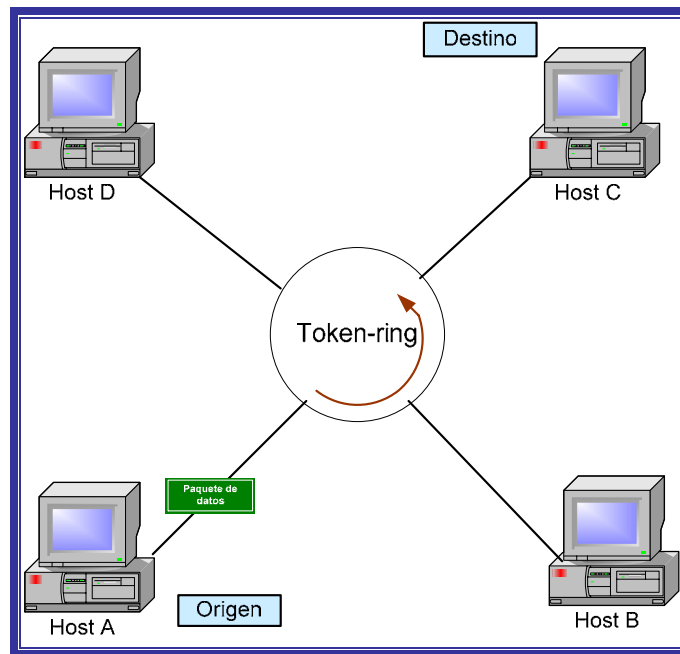 Destino
Host D
Host C
Token-ring
Paquete de
datos
Origen
Host A
Host B